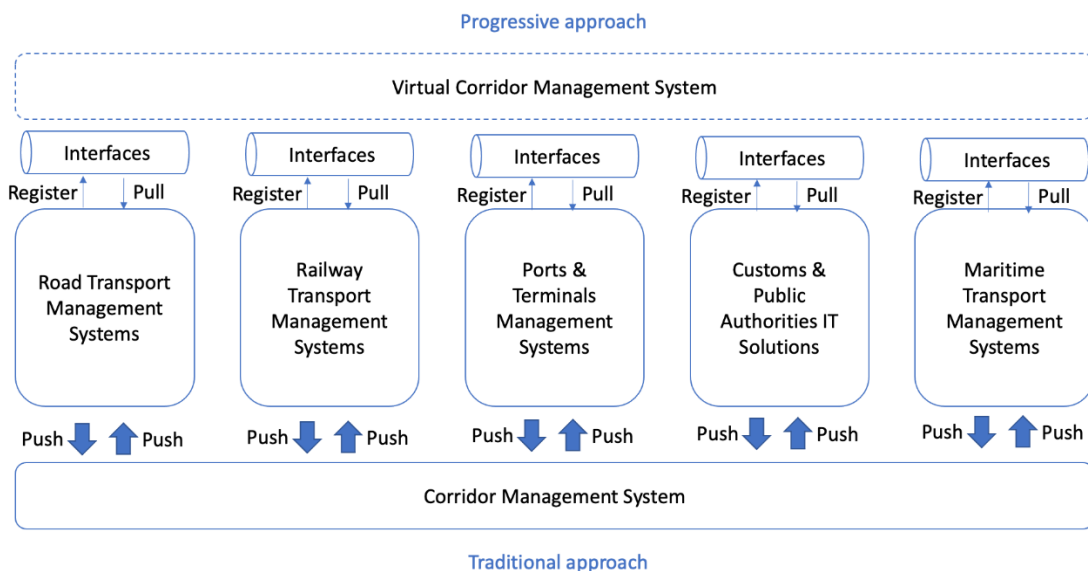 Progressive approach
Virtual Corridor Management System
Interfaces
Interfaces
Interfaces
Interfaces
Interfaces
Register Pull
Register Pull
Register Pull
Register Pull
Register Pull
Road Transport
Management
Systems
Railway
Transport
Management
Systems
Ports &
Terminals
Management
Systems
Customs &
Public
Authorities IT
Solutions
Maritime
Transport
Management
Systems
Push Push
Push Push
Push Push
Push Push
Push Push
Corridor Management System
Traditional approach